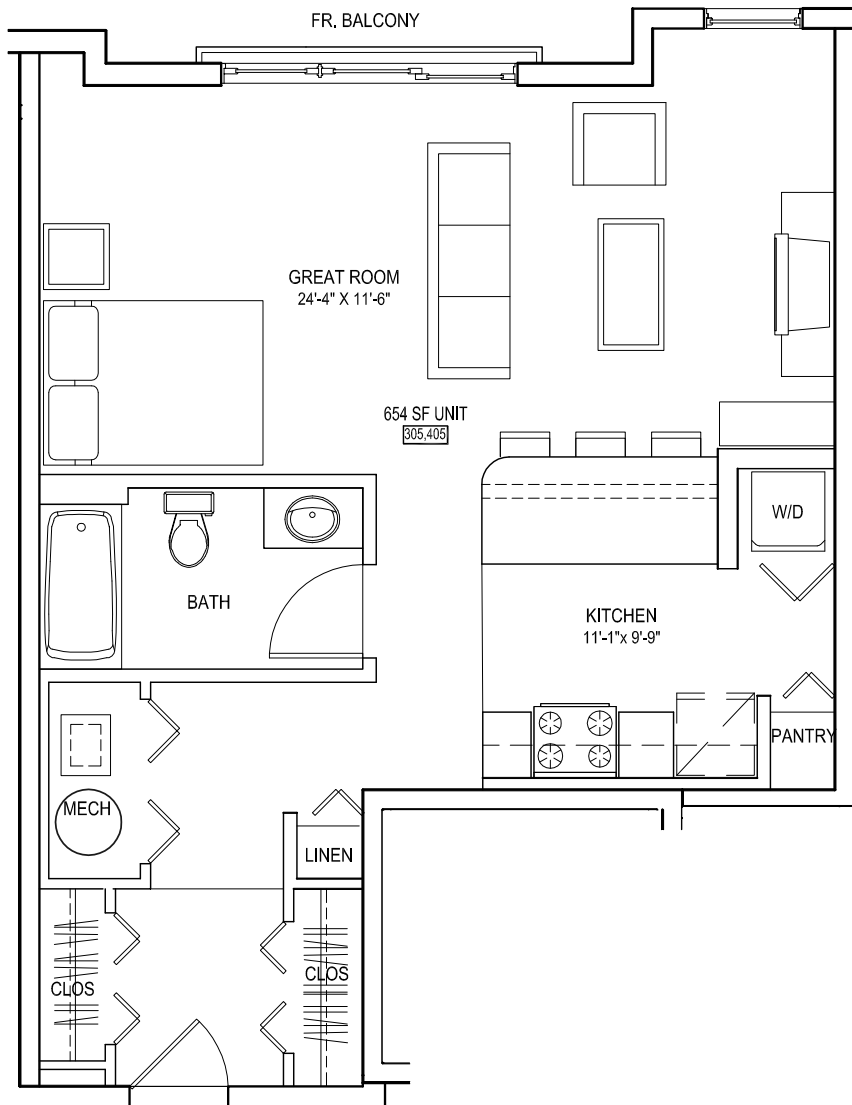 FR. BALCONY
GREAT ROOM
24'-4" X 11'-6"
654 SF UNIT
305,405
W/D
BATH
KITCHEN
11'-1"x 9'-9"
PANTRY
MECH
LINEN
CLOS
CLOS